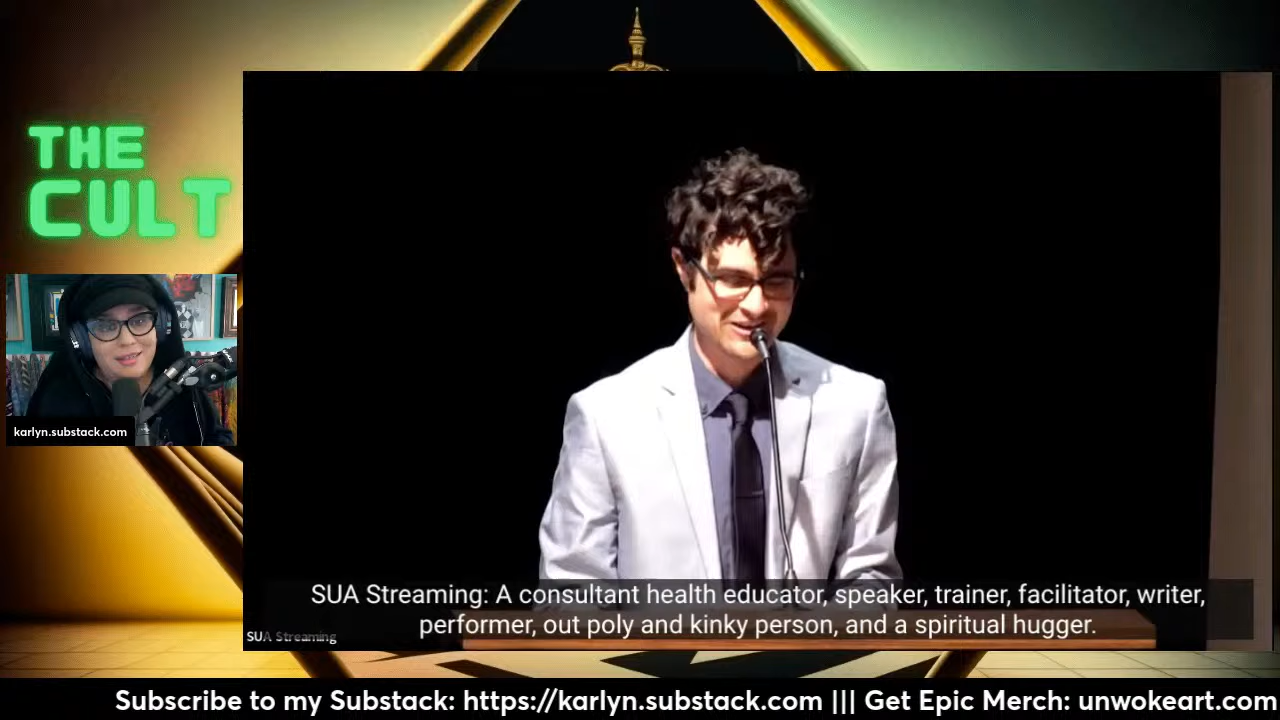 THE
CULT
karlyn.substack.com
SUA Streaming: A consultant health educator, speaker, trainer, facilitator, writer,
performer, out poly and kinky person, and a spiritual hugger.
SUA Streaming
Subscribe to my Substack: https://karlyn.substack.com ||| Get Epic Merch: unwokeart.com